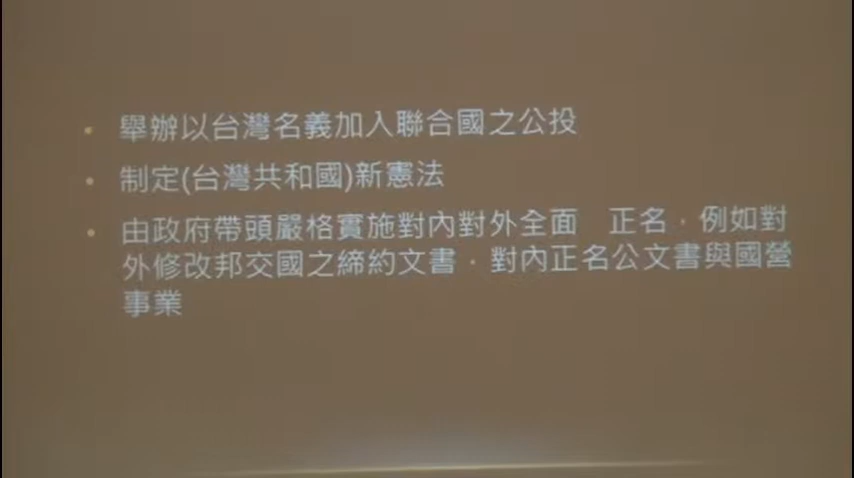 • 舉辦以台灣名義加入聯合國之公投
• 制定(台灣共和國)新憲法
• 由政府帶頭嚴格實施對內對外全面　正名．例如對
外修改邦交國之締約文書．對內正名公文書與國營
事業